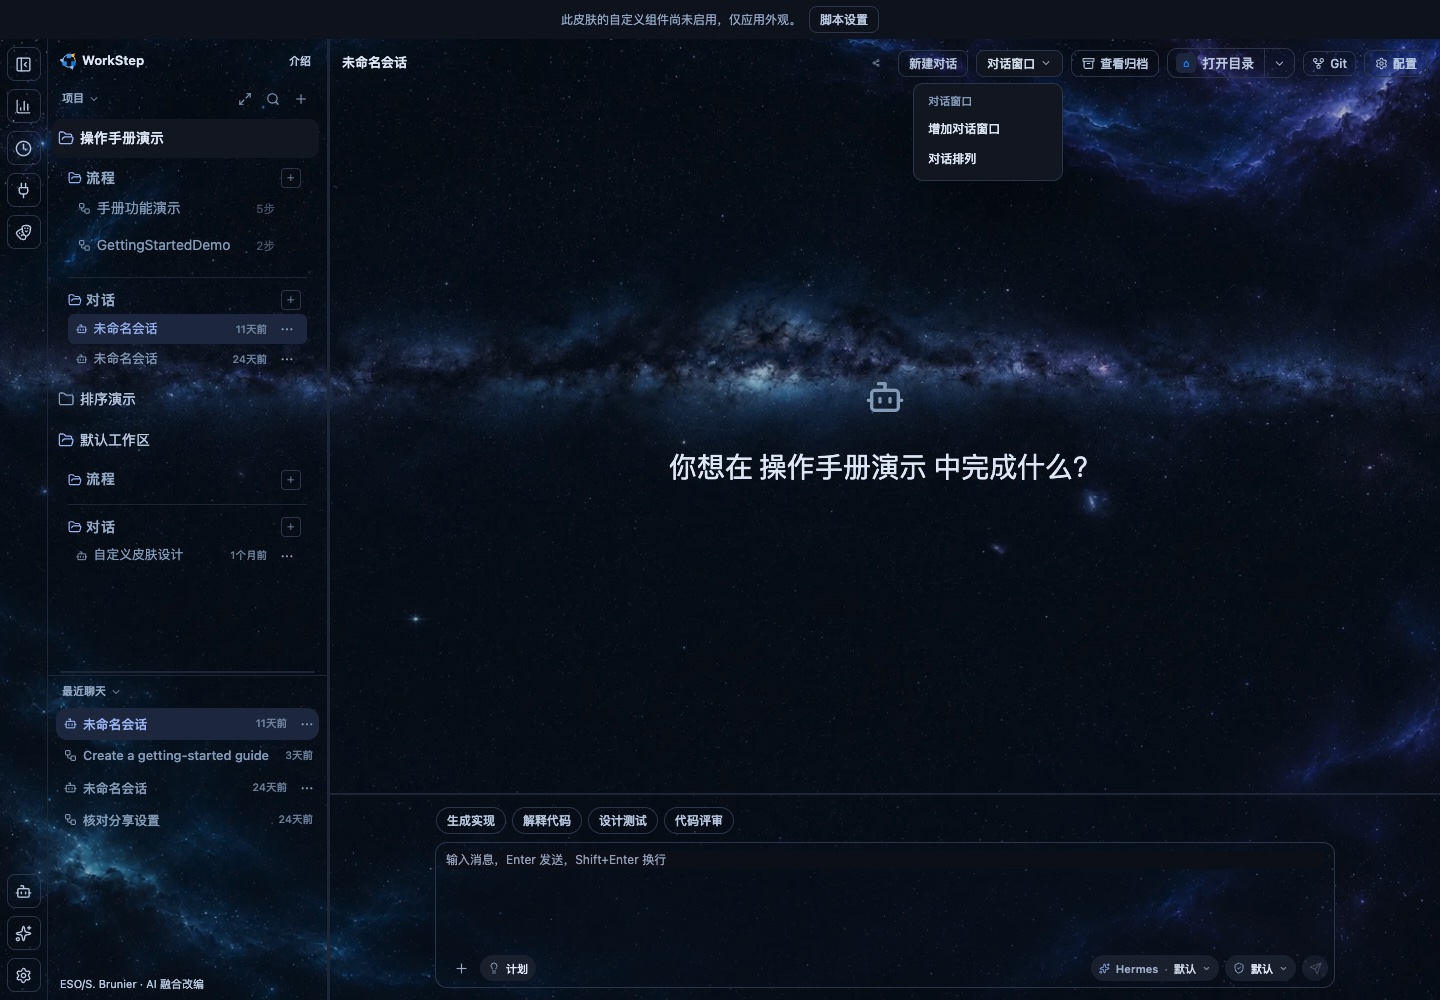 此皮肤的自定义组件尚未启用，仅应用外观。 脚本设置
WorkStep 介绍
项目
操作手册演示
流程
手册功能演示 5步
GettingStartedDemo 2步
对话
未命名会话 11天前
未命名会话 24天前
排序演示
默认工作区
流程
对话
自定义皮肤设计 1个月前
最近聊天
未命名会话 11天前
Create a getting-started guide 3天前
未命名会话 24天前
核对分享设置 24天前
ESO/S. Brunier · AI 融合改编
未命名会话 新建对话 对话窗口 查看归档 打开目录 Git 配置
对话窗口
增加对话窗口
对话排列
你想在 操作手册演示 中完成什么?
生成实现 解释代码 设计测试 代码评审
输入消息，Enter 发送，Shift+Enter 换行
计划 Hermes · 默认 默认